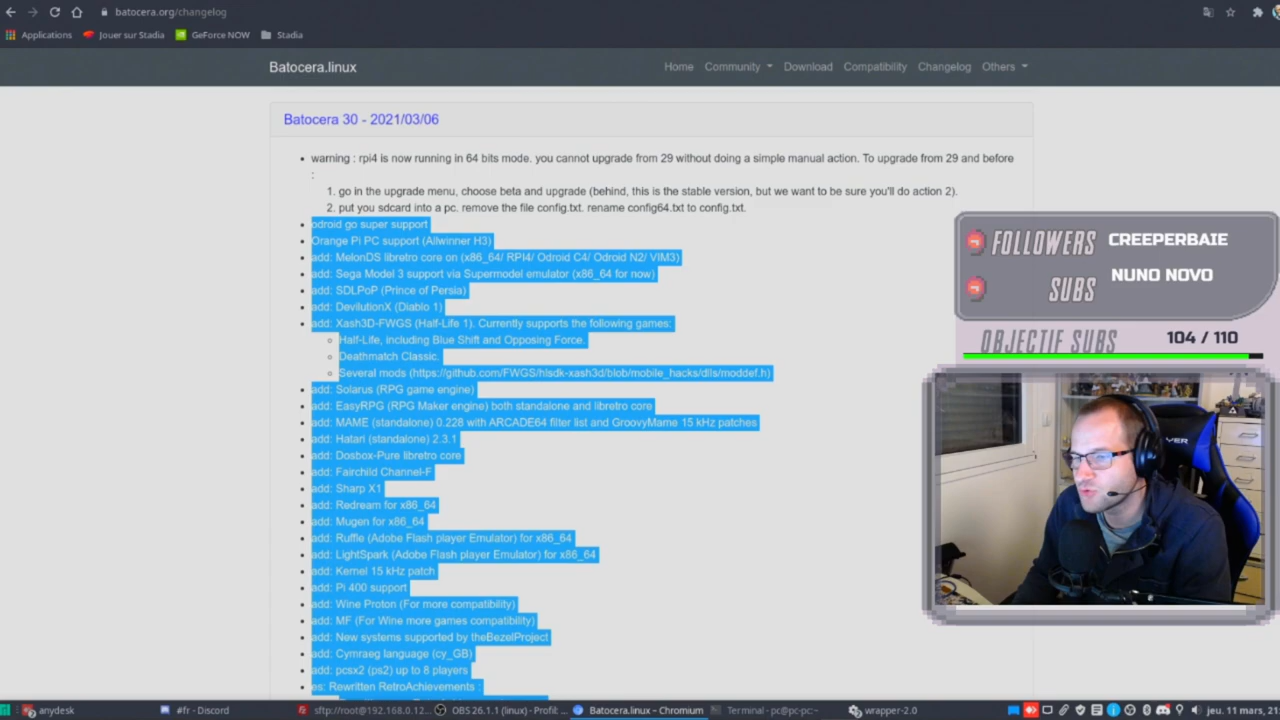 batocera.org/changelog
Applications
Jouer sur Stadia
GeForce NOW
Stadia
Batocera.linux
Home
Community
Download
Compatibility
Changelog
Others
Batocera 30 - 2021/03/06
warning : rpi4 is now running in 64 bits mode. you cannot upgrade from 29 without doing a simple manual action. To upgrade from 29 and before
:
1. go in the upgrade menu, choose beta and upgrade (behind, this is the stable version, but we want to be sure you'll do action 2).
2. put you sdcard into a pc. remove the file config.txt. rename config64.txt to config.txt.
odroid go super support
Orange Pi PC support (Allwinner H3)
add: MelonDS libretro core on (x86_64/ RPI4/ Odroid C4/ Odroid N2/ VIM3)
add: Sega Model 3 support via Supermodel emulator (x86_64 for now)
add: SDLPoP (Prince of Persia)
add: DevilutionX (Diablo 1)
add: Xash3D-FWGS (Half-Life 1). Currently supports the following games:
Half-Life, including Blue Shift and Opposing Force.
Deathmatch Classic.
Several mods (https://github.com/FWGS/hlsdk-xash3d/blob/mobile_hacks/dlls/moddef.h)
add: Solarus (RPG game engine)
add: EasyRPG (RPG Maker engine) both standalone and libretro core
add: MAME (standalone) 0.228 with ARCADE64 filter list and GroovyMame 15 kHz patches
add: Hatari (standalone) 2.3.1
add: Dosbox-Pure libretro core
add: Fairchild Channel-F
add: Sharp X1
add: Redream for x86_64
add: Mugen for x86_64
add: Ruffle (Adobe Flash player Emulator) for x86_64
add: LightSpark (Adobe Flash player Emulator) for x86_64
add: Kernel 15 kHz patch
add: Pi 400 support
add: Wine Proton (For more compatibility)
add: MF (For Wine more games compatibility)
add: New systems supported by theBezelProject
add: Cymraeg language (cy_GB)
add: pcsx2 (ps2) up to 8 players
es: Rewritten RetroAchievements :
FOLLOWERS CREEPERBAIE
SUBS NUNO NOVO
OBJECTIF SUBS 104 / 110
anydesk
#fr - Discord
sftp://root@192.168.0.12...
OBS 26.1.1 (linux) - Profil: ...
Batocera.linux – Chromium
Terminal - pc@pc-pc:~
wrapper-2.0
jeu. 11 mars, 21